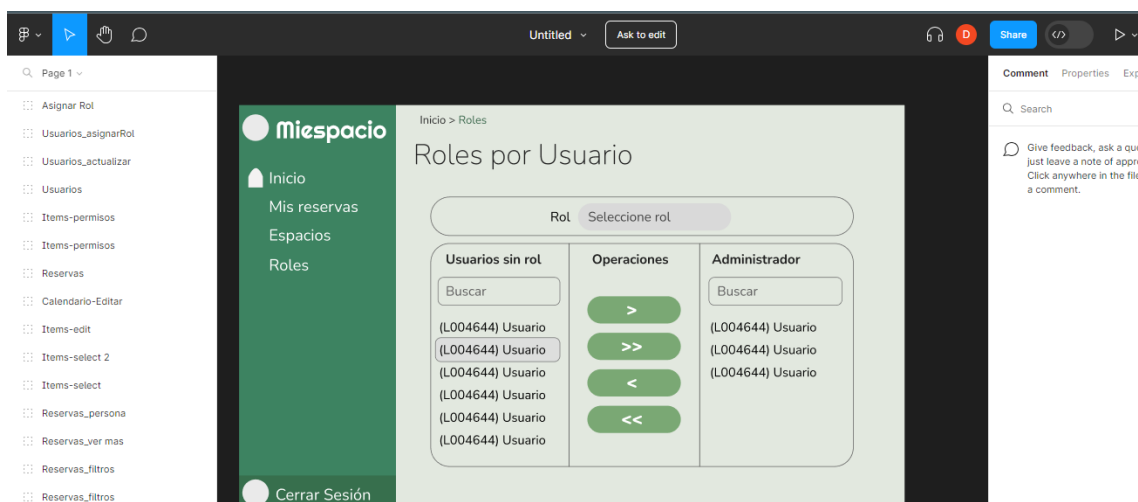 Untitled
Ask to edit
D
Share
</>
Page 1
Asignar Rol
Usuarios_asignarRol
Usuarios_actualizar
Usuarios
Items-permisos
Items-permisos
Reservas
Calendario-Editar
Items-edit
Items-select 2
Items-select
Reservas_persona
Reservas_ver mas
Reservas_filtros
Reservas_filtros
Miespacio
Inicio
Mis reservas
Espacios
Roles
Cerrar Sesión
Inicio > Roles
Roles por Usuario
Rol Seleccione rol
Usuarios sin rol
Buscar
(L004644) Usuario
(L004644) Usuario
(L004644) Usuario
(L004644) Usuario
(L004644) Usuario
(L004644) Usuario
Operaciones
>
>>
<
<<
Administrador
Buscar
(L004644) Usuario
(L004644) Usuario
(L004644) Usuario
Comment Properties Exp
Search
Give feedback, ask a que
just leave a note of appre
Click anywhere in the file
a comment.